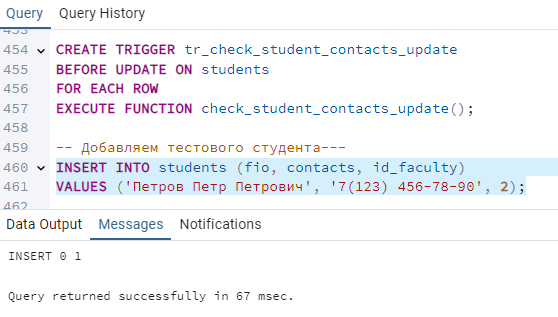 Query Query History
453
454 CREATE TRIGGER tr_check_student_contacts_update
455 BEFORE UPDATE ON students
456 FOR EACH ROW
457 EXECUTE FUNCTION check_student_contacts_update();
458
459 -- Добавляем тестового студента---
460 INSERT INTO students (fio, contacts, id_faculty)
461 VALUES ('Петров Петр Петрович', '7(123) 456-78-90', 2);
462
Data Output Messages Notifications
INSERT 0 1
Query returned successfully in 67 msec.